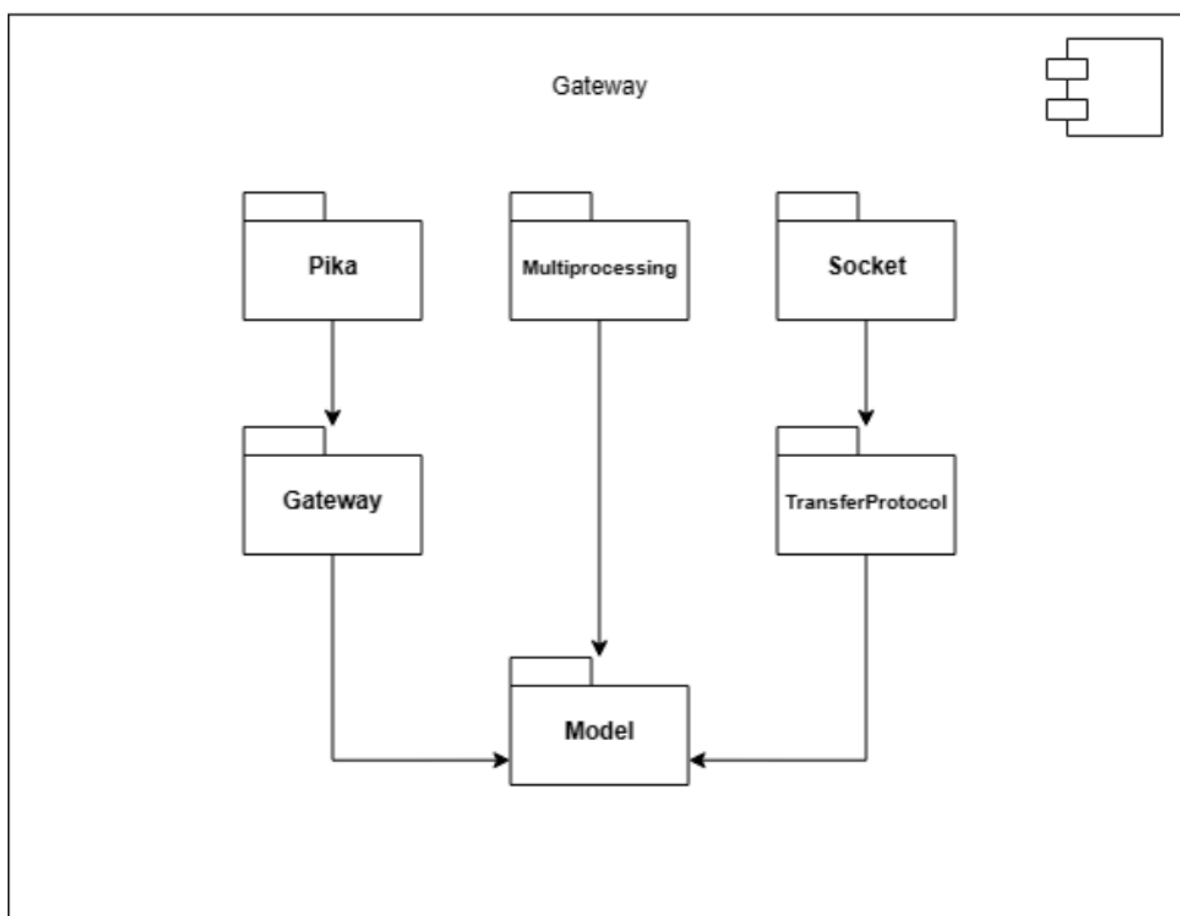 Gateway
Pika
Multiprocessing
Socket
Gateway
TransferProtocol
Model